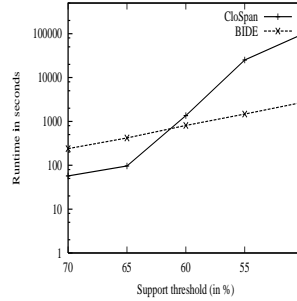 CloSpan
BIDE
100000
10000
1000
100
10
1
Runtime in seconds
70
65
60
55
Support threshold (in %)